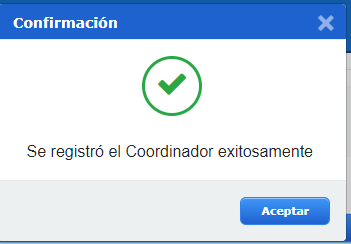 Confirmación
Se registró el Coordinador exitosamente
Aceptar